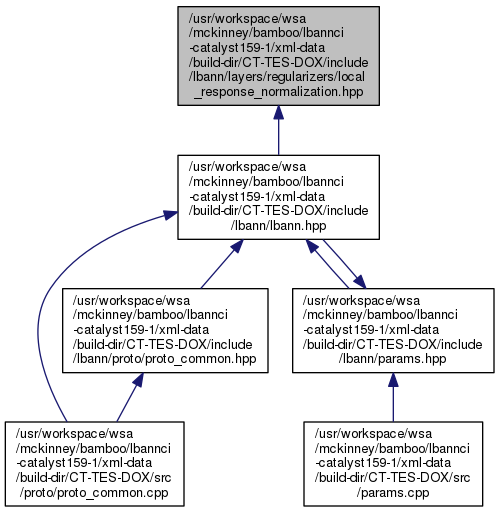 /usr/workspace/wsa
/mckinney/bamboo/lbannci
-catalyst159-1/xml-data
/build-dir/CT-TES-DOX/include
/lbann/layers/regularizers/local
_response_normalization.hpp
/usr/workspace/wsa
/mckinney/bamboo/lbannci
-catalyst159-1/xml-data
/build-dir/CT-TES-DOX/include
/lbann/lbann.hpp
/usr/workspace/wsa
/mckinney/bamboo/lbannci
-catalyst159-1/xml-data
/build-dir/CT-TES-DOX/include
/lbann/proto/proto_common.hpp
/usr/workspace/wsa
/mckinney/bamboo/lbannci
-catalyst159-1/xml-data
/build-dir/CT-TES-DOX/include
/lbann/params.hpp
/usr/workspace/wsa
/mckinney/bamboo/lbannci
-catalyst159-1/xml-data
/build-dir/CT-TES-DOX/src
/proto/proto_common.cpp
/usr/workspace/wsa
/mckinney/bamboo/lbannci
-catalyst159-1/xml-data
/build-dir/CT-TES-DOX/src
/params.cpp